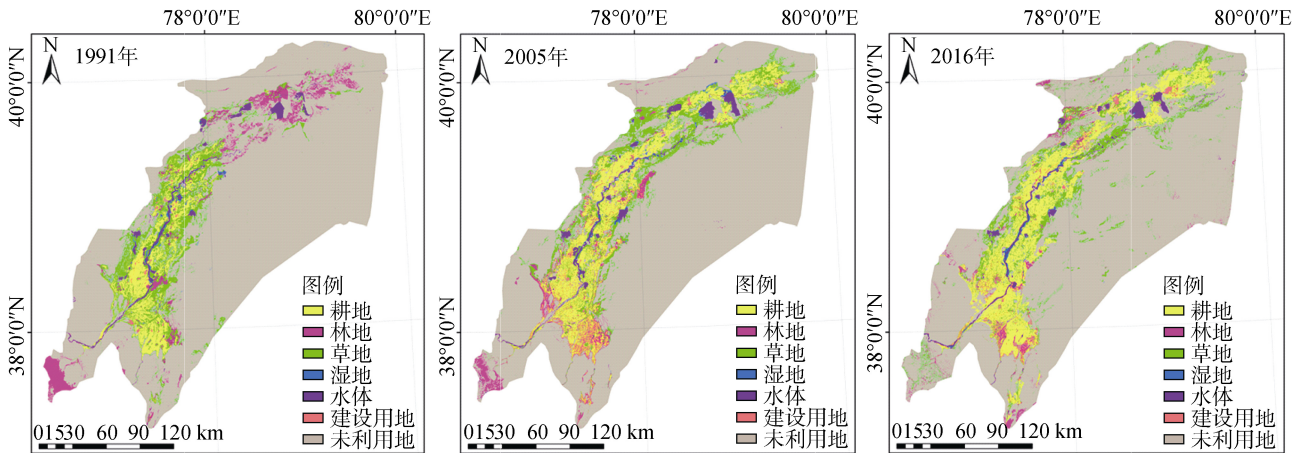 78°0′0″E 80°0′0″E
N
1991年
40°0′0″N
38°0′0″N
图例
耕地
林地
草地
湿地
水体
建设用地
未利用地
01530 60 90 120 km
78°0′0″E 80°0′0″E
N
2005年
40°0′0″N
38°0′0″N
图例
耕地
林地
草地
湿地
水体
建设用地
未利用地
01530 60 90 120 km
78°0′0″E 80°0′0″E
N
2016年
40°0′0″N
38°0′0″N
图例
耕地
林地
草地
湿地
水体
建设用地
未利用地
01530 60 90 120 km